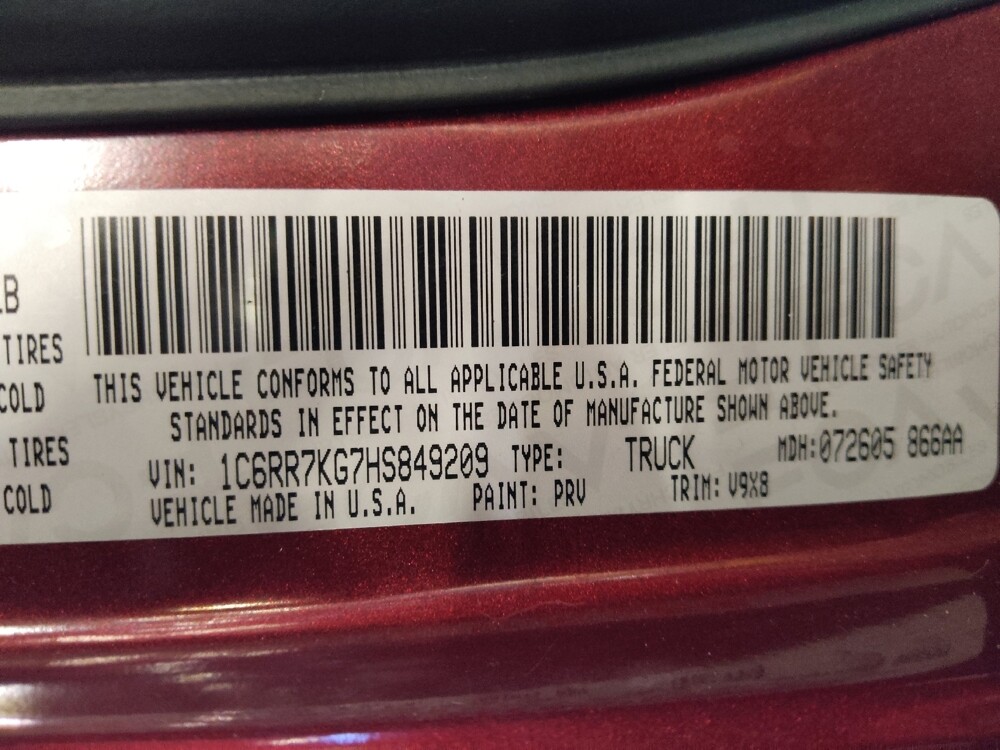 LB
TIRES
COLD
TIRES
COLD
THIS VEHICLE CONFORMS TO ALL APPLICABLE U.S.A. FEDERAL MOTOR VEHICLE SAFETY
STANDARDS IN EFFECT ON THE DATE OF MANUFACTURE SHOWN ABOVE.
VIN: 1C6RR7KG7HS849209 TYPE: TRUCK MDH:072605 866AA
VEHICLE MADE IN U.S.A. PAINT: PRV TRIM: V9X8